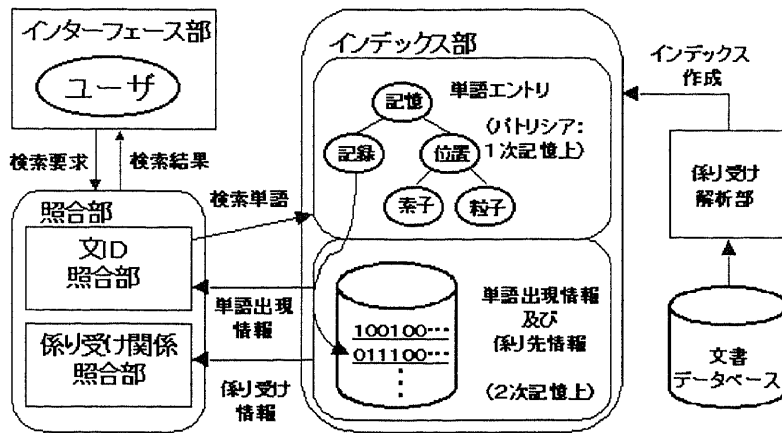 インターフェース部
ユーザ
検索要求
検索結果
照合部
文ID
照合部
係り受け関係
照合部
検索単語
単語出現
情報
係り受け
情報
インデックス部
単語エントリ
(パトリシア:
1次記憶上)
記憶
記録
位置
素子
粒子
100100…
011100…
単語出現情報
及び
係り先情報
(2次記憶上)
インデックス
作成
係り受け
解析部
文書
データベース